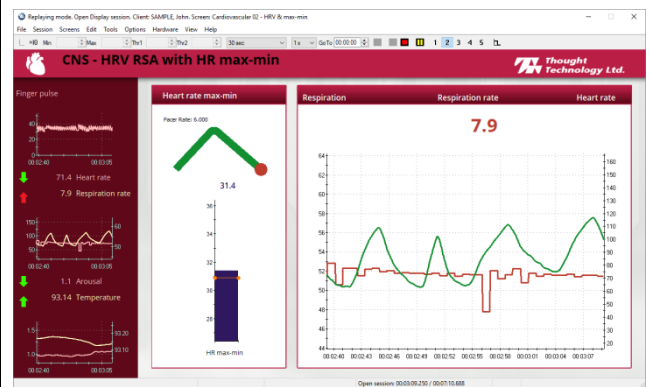 Replaying mode. Open Display session. Client: SAMPLE, John. Screen: Cardiovascular 02 - HRV & max-min
File Session Screens Edit Tools Options Hardware View Help
Min Max Thr1 Thr2 30 sec 1x GoTo 00:00:00 1 2 3 4 5
CNS - HRV RSA with HR max-min
Thought
Technology Ltd.
Finger pulse
40
20
0
00:02:40 00:03:05
71.4 Heart rate
7.9 Respiration rate
150
100
50
60
50
00:02:40 00:03:05
1.1 Arousal
93.14 Temperature
1.5
1.0
93.20
93.10
00:02:40 00:03:05
Heart rate max-min
Pacer Rate: 6.000
31.4
36
34
32
30
28
HR max-min
Respiration Respiration rate Heart rate
7.9
64
62
60
58
56
54
52
50
48
46
44
160
150
140
130
120
110
100
90
80
70
60
50
40
30
20
00:02:40 00:02:43 00:02:46 00:02:49 00:02:52 00:02:55 00:02:58 00:03:01 00:03:04 00:03:07
Open session: 00:03:09.250 / 00:07:10.688